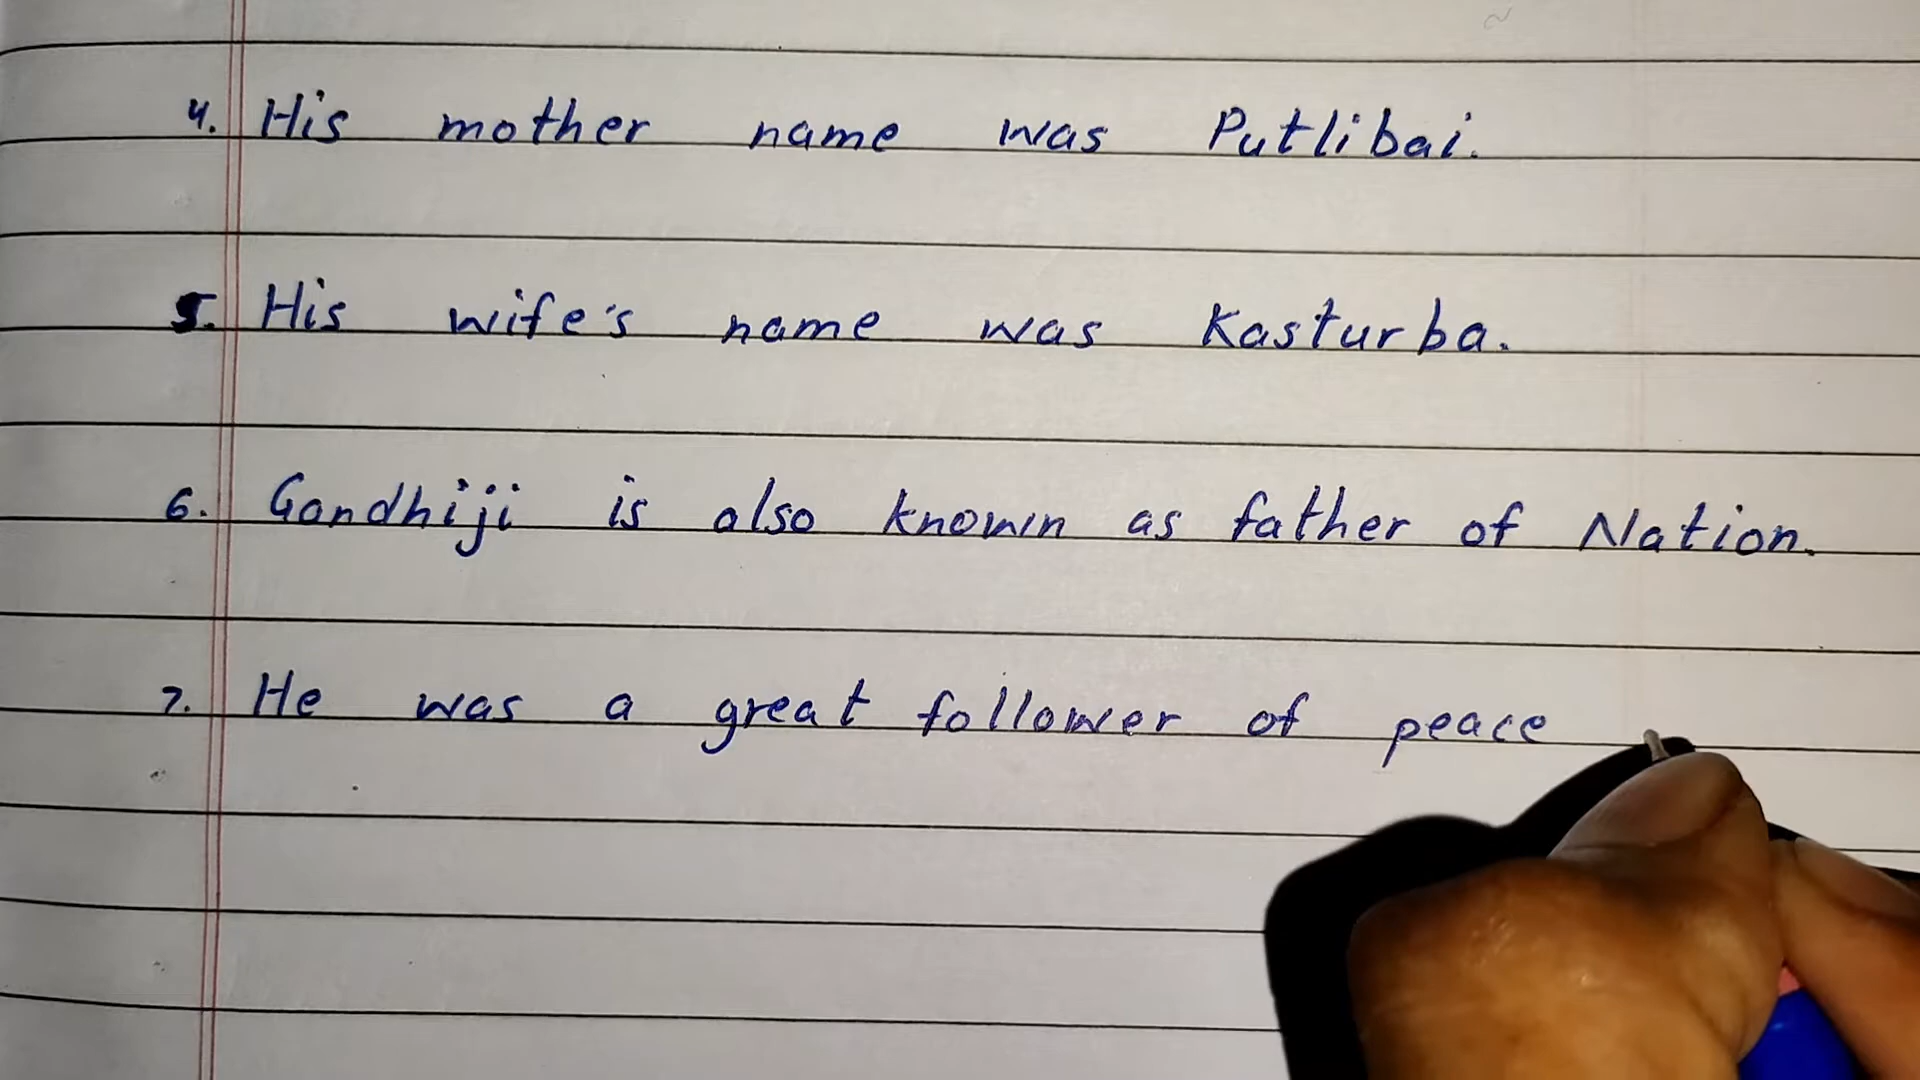 4. His mother name was Putlibai.
5. His wife's name was Kasturba.
6. Gandhiji is also known as father of Nation.
7. He was a great follower of peace